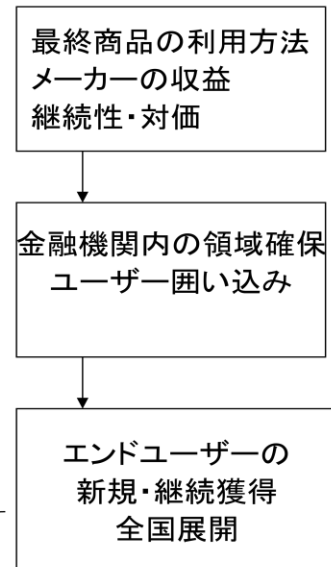 最終商品の利用方法
メーカーの収益
継続性・対価
金融機関内の領域確保
ユーザー囲い込み
エンドユーザーの
新規・継続獲得
全国展開